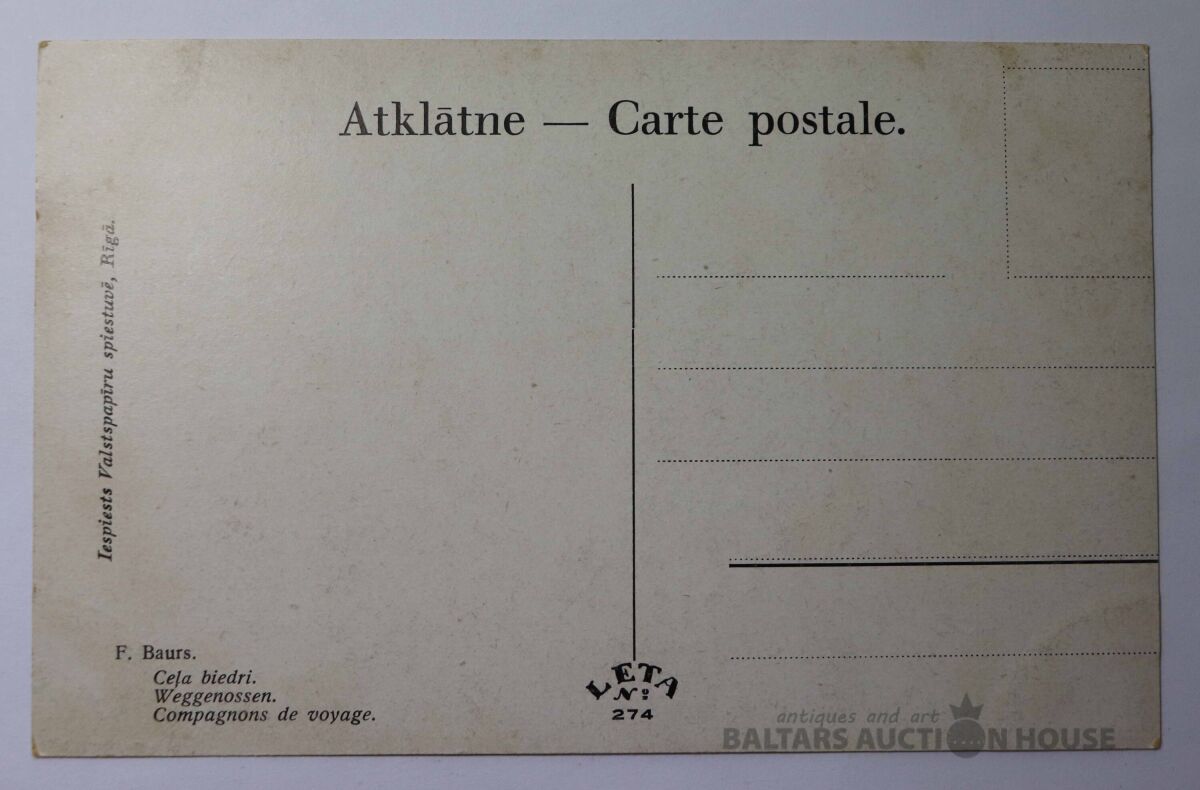 Atklātne — Carte postale.
Iespiests Valstspapīru spiestuvē, Rīgā.
F. Baurs.
Ceļa biedri.
Weggenossen.
Compagnons de voyage.
LETA
№
274
antiques and art
BALTARS AUCTION HOUSE